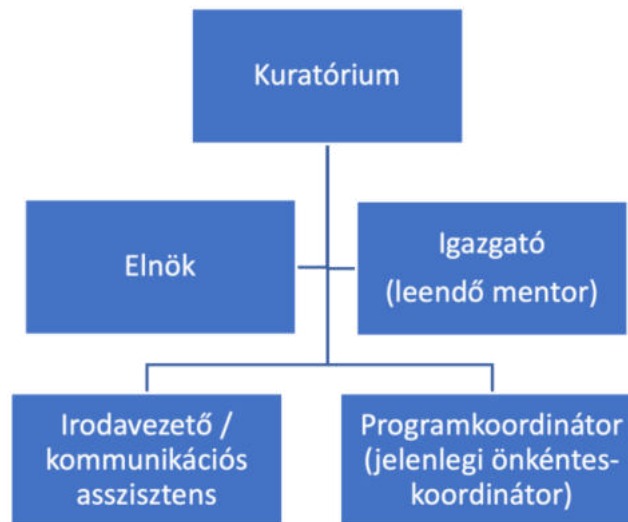 Kuratórium
Elnök
Igazgató
(leendő mentor)
Irodavezető /
kommunikációs
asszisztens
Programkoordinátor
(jelenlegi önkéntes-
koordinátor)